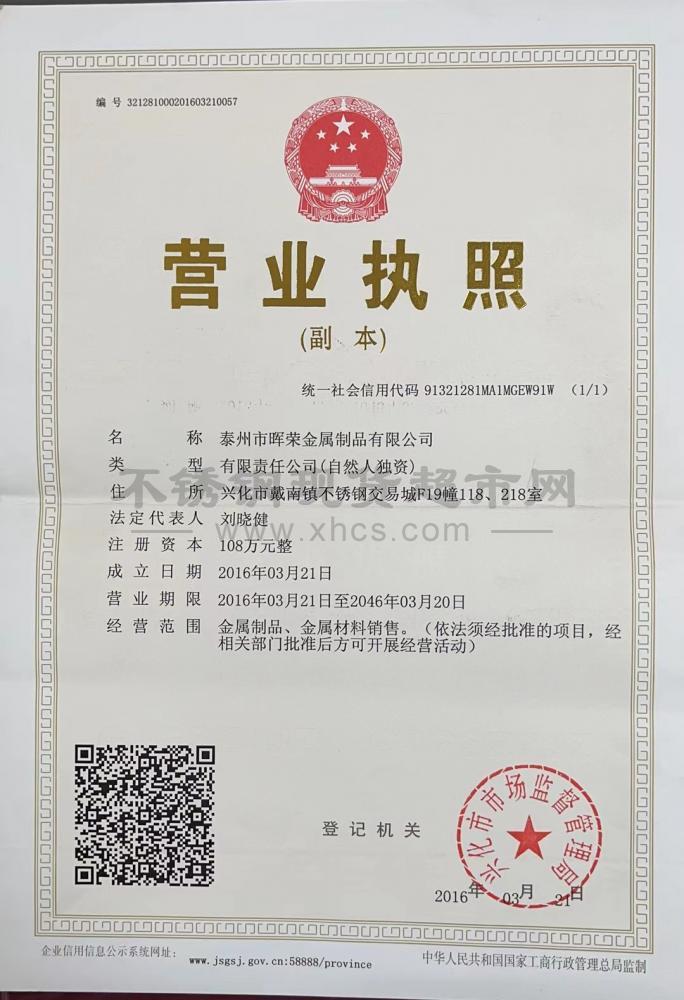 编 号 321281000201603210057
营业执照
(副 本)
统一社会信用代码 91321281MA1MGEW91W （1/1）
名 称 泰州市晖荣金属制品有限公司
类 型 有限责任公司(自然人独资)
住 所 兴化市戴南镇不锈钢交易城F19幢118、218室
不锈钢现货超市网
法定代表人 刘晓健
www.xhcs.com
注册资本 108万元整
成立日期 2016年03月21日
营业期限 2016年03月21日至2046年03月20日
经营范围 金属制品、金属材料销售。（依法须经批准的项目，经
相关部门批准后方可开展经营活动）
兴化市市场监督管理局
登记机关
2016年 03月 21日
企业信用信息公示系统网址： www.jsgsj.gov.cn:58888/province
中华人民共和国国家工商行政管理总局监制